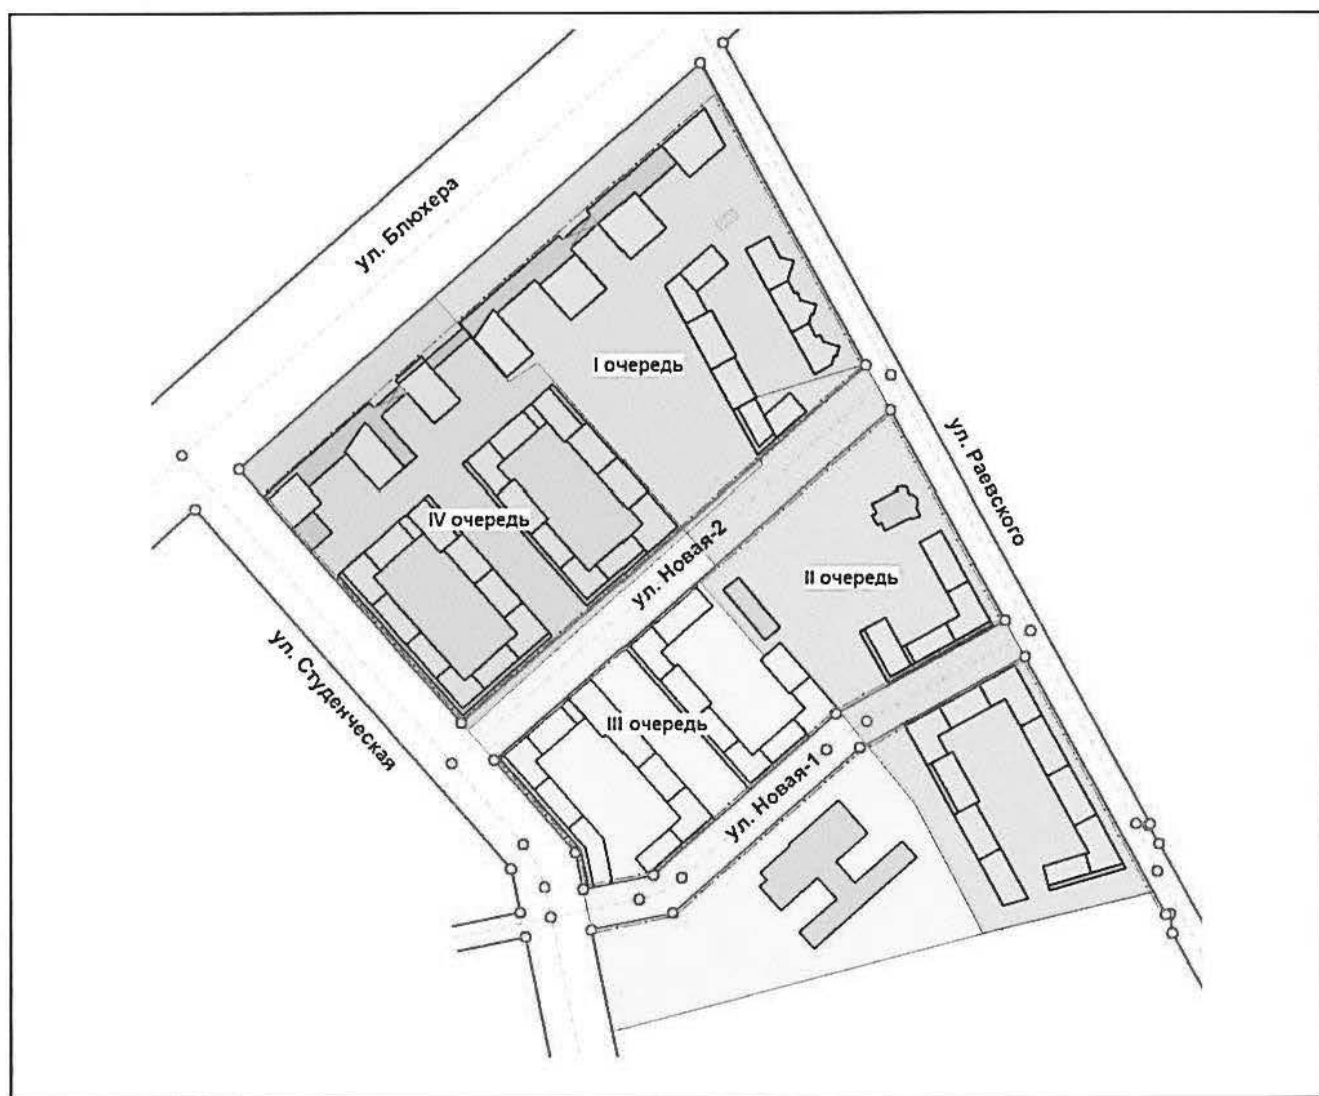 ул. Блюхера
I очередь
ул. Раевского
IV очередь
ул. Новая-2
II очередь
ул. Студенческая
III очередь
ул. Новая-1